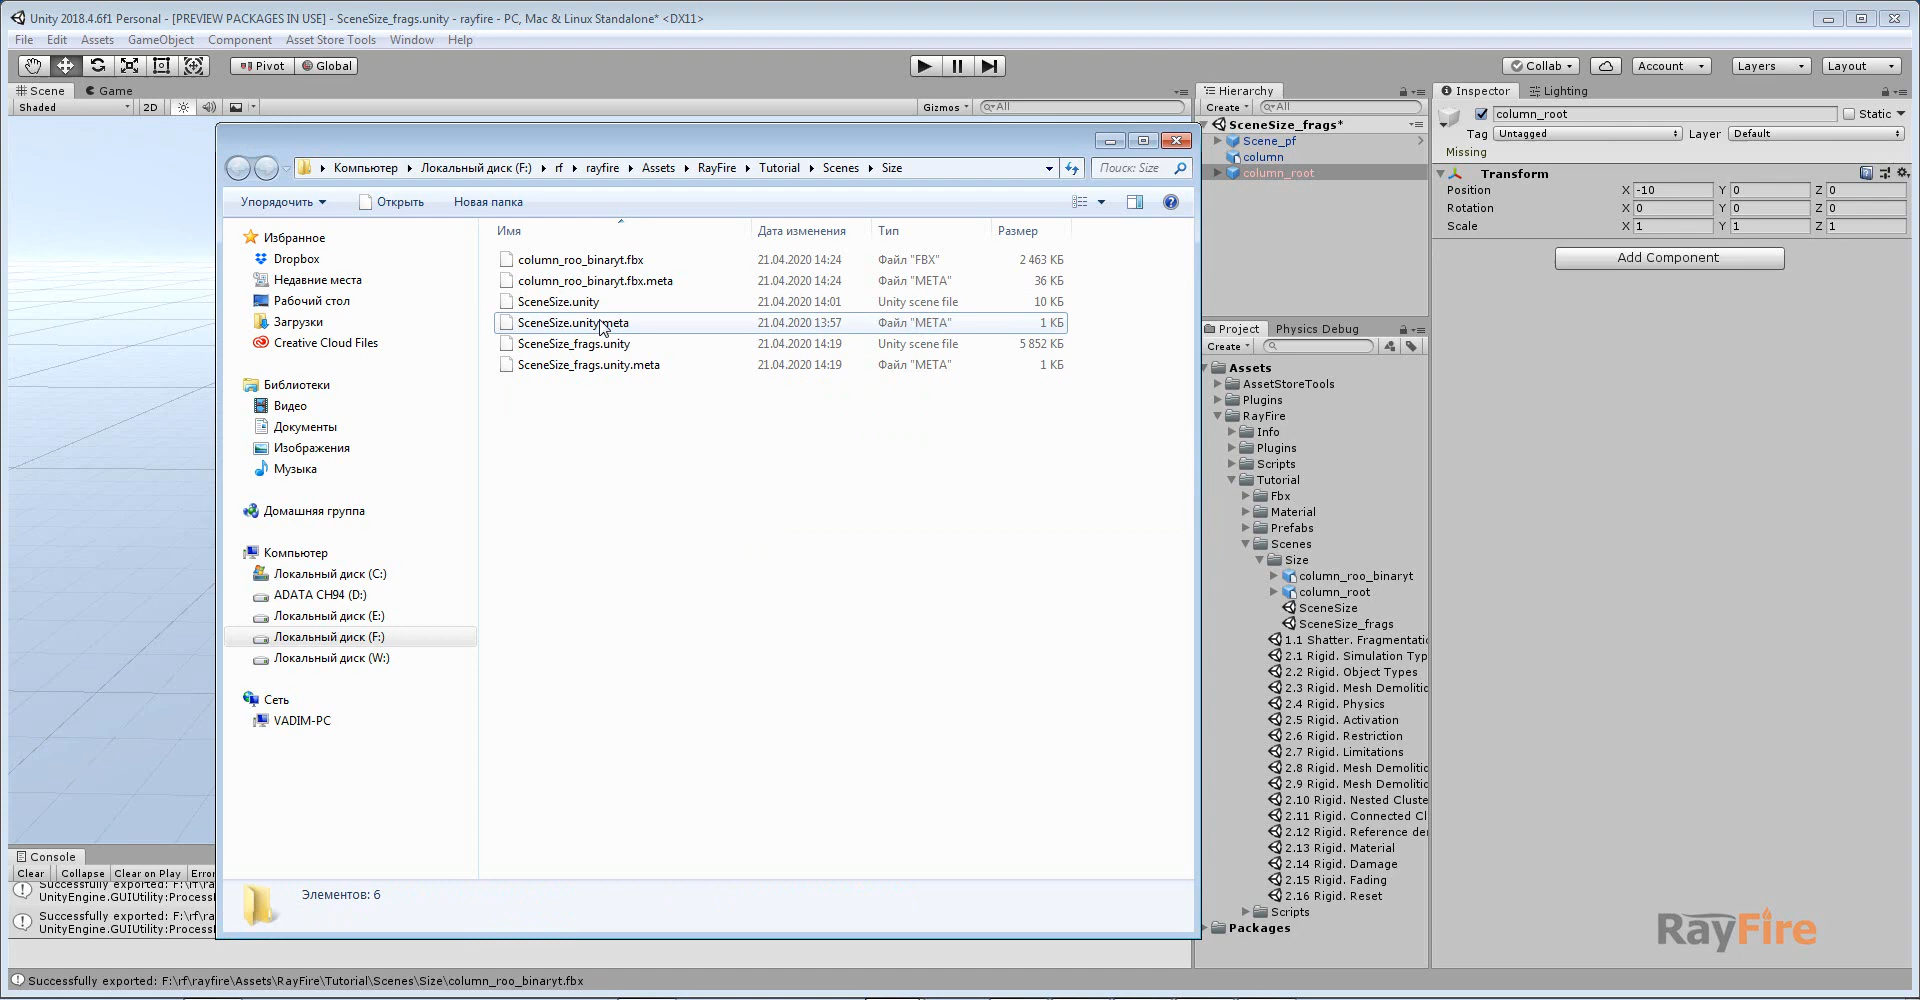 Unity 2018.4.6f1 Personal - [PREVIEW PACKAGES IN USE] - SceneSize_frags.unity - rayfire - PC, Mac & Linux Standalone* <DX11>
File Edit Assets GameObject Component Asset Store Tools Window Help
Pivot Global Collab Account Layers Layout
Scene Game
Shaded 2D Gizmos All
Компьютер Локальный диск (F:) rf rayfire Assets RayFire Tutorial Scenes Size Поиск: Size
Упорядочить Открыть Новая папка
Имя Дата изменения Тип Размер
column_roo_binaryt.fbx 21.04.2020 14:24 Файл "FBX" 2 463 КБ
column_roo_binaryt.fbx.meta 21.04.2020 14:24 Файл "META" 36 КБ
SceneSize.unity 21.04.2020 14:01 Unity scene file 10 КБ
SceneSize.unity.meta 21.04.2020 13:57 Файл "META" 1 КБ
SceneSize_frags.unity 21.04.2020 14:19 Unity scene file 5 852 КБ
SceneSize_frags.unity.meta 21.04.2020 14:19 Файл "META" 1 КБ
Избранное
Dropbox
Недавние места
Рабочий стол
Загрузки
Creative Cloud Files
Библиотеки
Видео
Документы
Изображения
Музыка
Домашняя группа
Компьютер
Локальный диск (C:)
ADATA CH94 (D:)
Локальный диск (E:)
Локальный диск (F:)
Локальный диск (W:)
Сеть
VADIM-PC
Элементов: 6
Console
Clear Collapse Clear on Play
Successfully exported: F:\rf\ra
UnityEngine.GUIUtility:Process
Successfully exported: F:\rf\ra
UnityEngine.GUIUtility:Process
Successfully exported: F:\rf\rayfire\Assets\RayFire\Tutorial\Scenes\Size\column_roo_binaryt.fbx
Hierarchy
Create All
SceneSize_frags*
Scene_pf
column
column_root
Project Physics Debug
Create
Assets
AssetStoreTools
Plugins
RayFire
Info
Plugins
Scripts
Tutorial
Fbx
Material
Prefabs
Scenes
Size
column_roo_binaryt
column_root
SceneSize
SceneSize_frags
1.1 Shatter. Fragmentatio
2.1 Rigid. Simulation Typ
2.2 Rigid. Object Types
2.3 Rigid. Mesh Demolitic
2.4 Rigid. Physics
2.5 Rigid. Activation
2.6 Rigid. Restriction
2.7 Rigid. Limitations
2.8 Rigid. Mesh Demolitic
2.9 Rigid. Mesh Demolitic
2.10 Rigid. Nested Cluste
2.11 Rigid. Connected Cl
2.12 Rigid. Reference de
2.13 Rigid. Material
2.14 Rigid. Damage
2.15 Rigid. Fading
2.16 Rigid. Reset
Scripts
Packages
Inspector Lighting
column_root Static
Tag Untagged Layer Default
Missing
Transform
Position X -10 Y 0 Z 0
Rotation X 0 Y 0 Z 0
Scale X 1 Y 1 Z 1
Add Component
RayFire